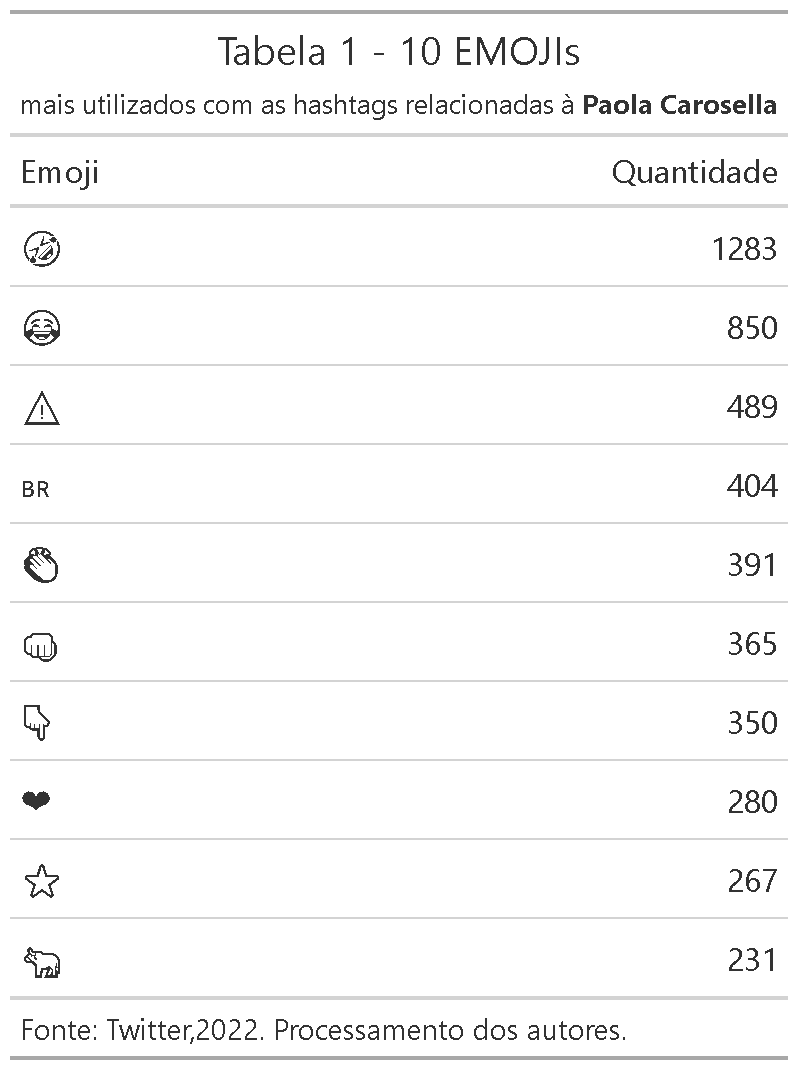 Tabela 1 - 10 EMOJIs
mais utilizados com as hashtags relacionadas à Paola Carosella
Emoji Quantidade
🤣 1283
😂 850
⚠ 489
BR 404
👏 391
👊 365
👇 350
❤ 280
⭐ 267
🐂 231
Fonte: Twitter,2022. Processamento dos autores.